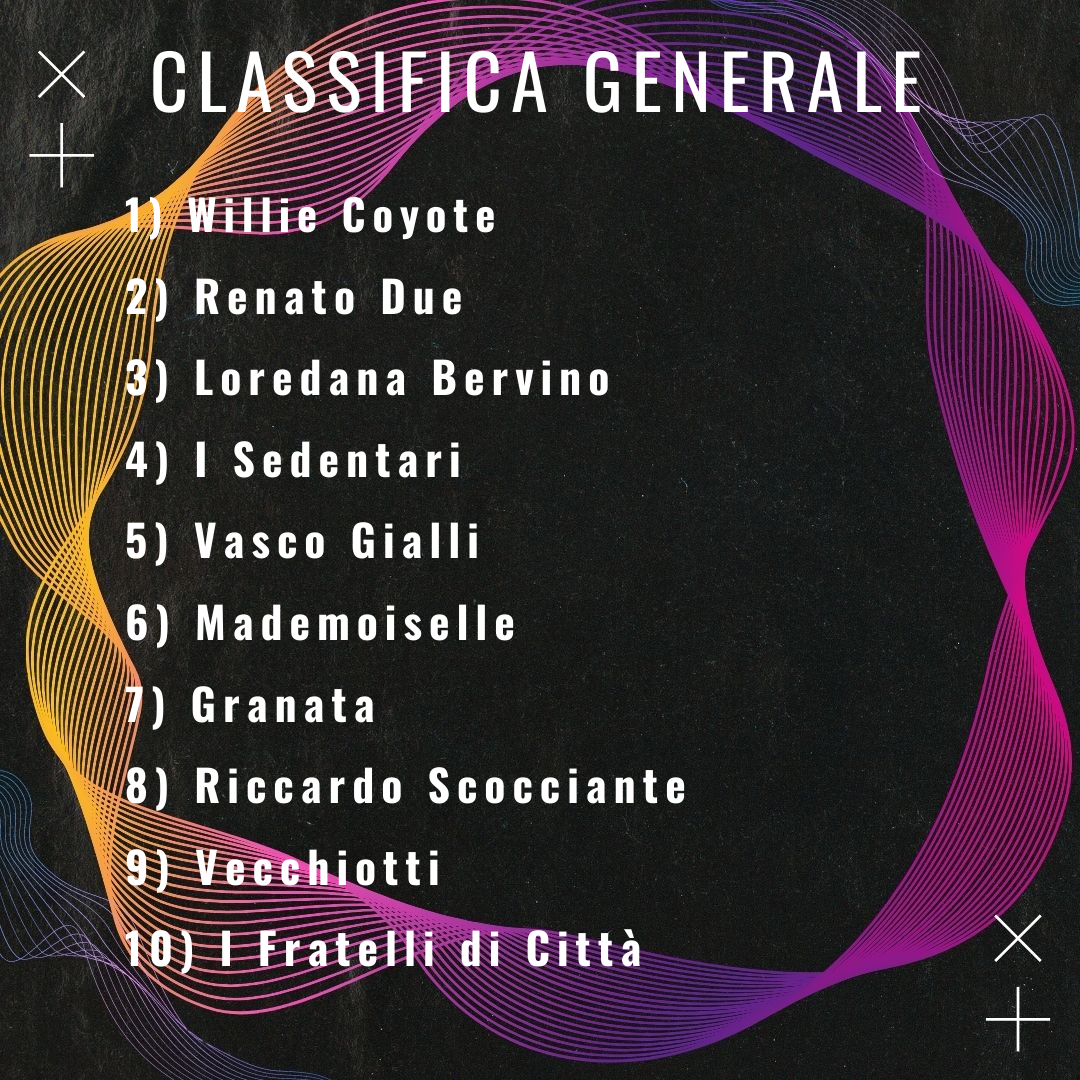 CLASSIFICA GENERALE
1) Willie Coyote
2) Renato Due
3) Loredana Bervino
4) I Sedentari
5) Vasco Gialli
6) Mademoiselle
7) Granata
8) Riccardo Scocciante
9) Vecchiotti
10) I Fratelli di Città